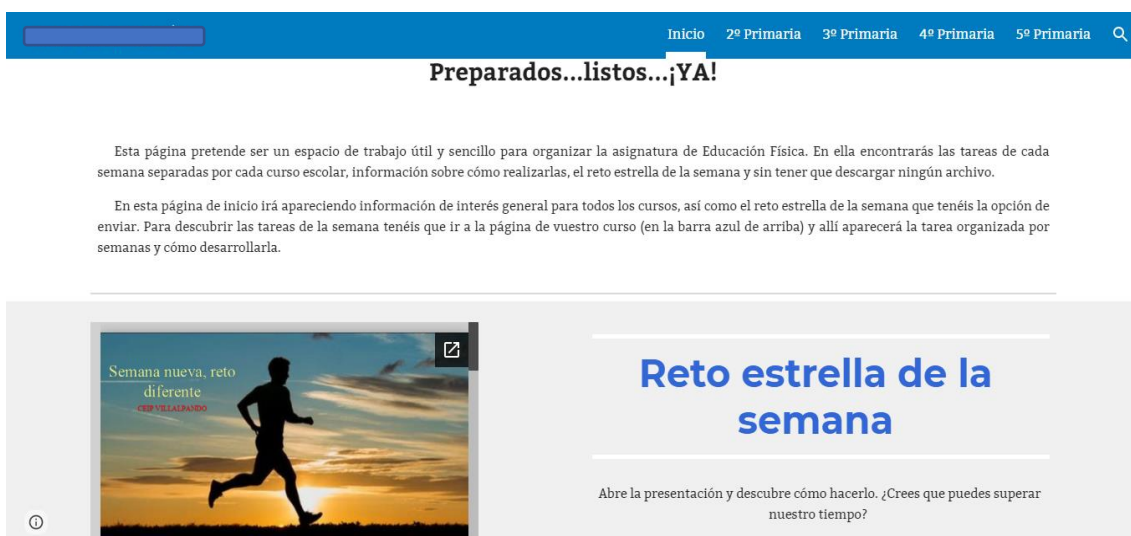 Inicio 2º Primaria 3º Primaria 4º Primaria 5º Primaria
Preparados...listos...¡YA!
Esta página pretende ser un espacio de trabajo útil y sencillo para organizar la asignatura de Educación Física. En ella encontrarás las tareas de cada
semana separadas por cada curso escolar, información sobre cómo realizarlas, el reto estrella de la semana y sin tener que descargar ningún archivo.
En esta página de inicio irá apareciendo información de interés general para todos los cursos, así como el reto estrella de la semana que tenéis la opción de
enviar. Para descubrir las tareas de la semana tenéis que ir a la página de vuestro curso (en la barra azul de arriba) y allí aparecerá la tarea organizada por
semanas y cómo desarrollarla.
Semana nueva, reto
diferente
CEIP VILLALPANDO
Reto estrella de la
semana
Abre la presentación y descubre cómo hacerlo. ¿Crees que puedes superar
nuestro tiempo?